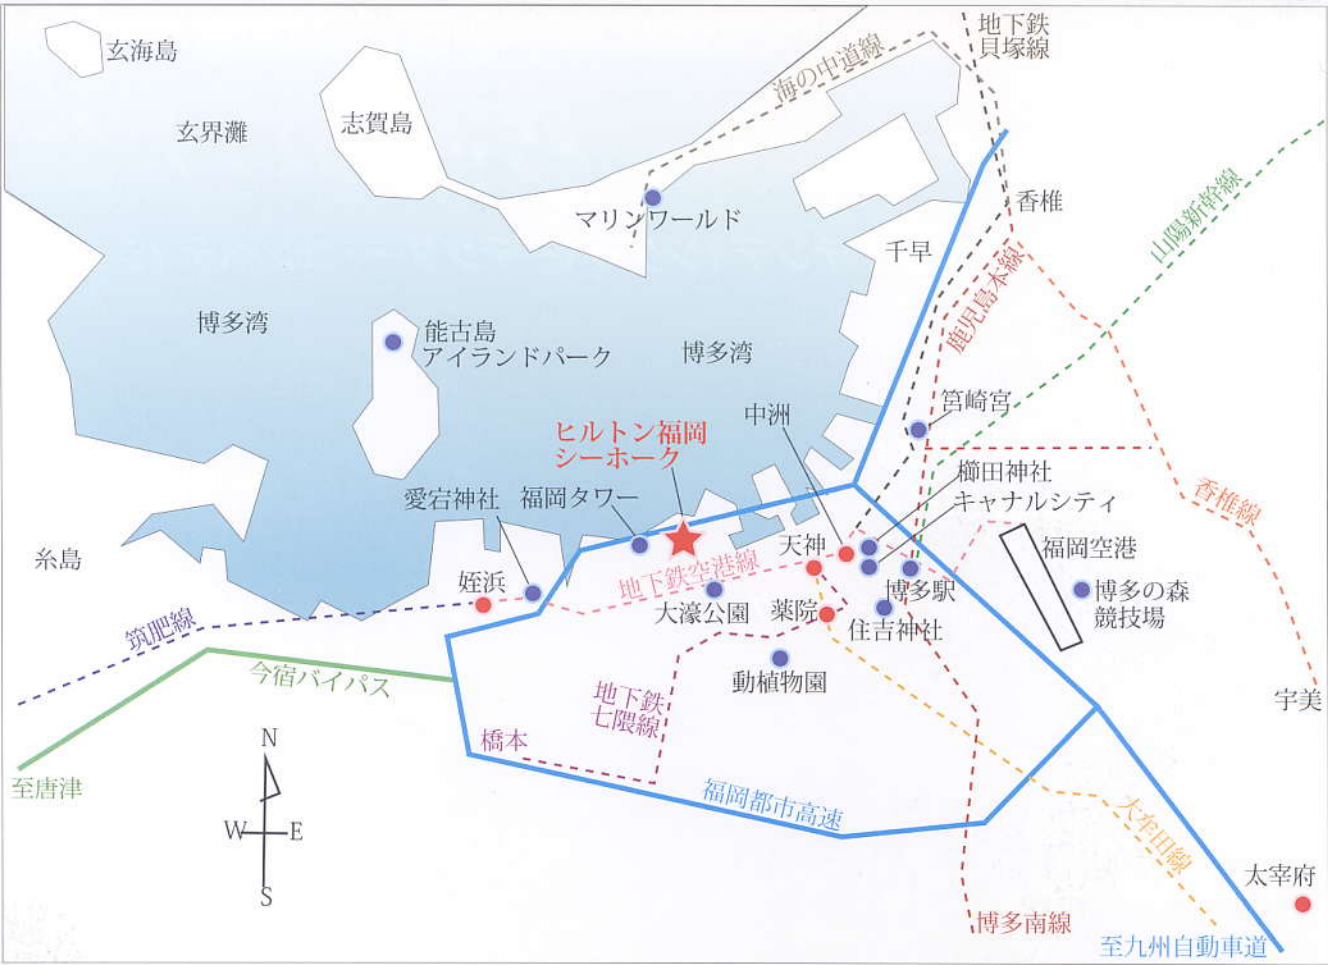 地下鉄
貝塚線
玄海島
海の中道線
志賀島
玄界灘
香椎
マリンワールド
山陽新幹線
千早
鹿児島本線
博多湾
能古島
アイランドパーク
博多湾
筥崎宮
中洲
ヒルトン福岡
シーホーク
櫛田神社
キャナルシティ
愛宕神社
福岡タワー
香椎線
天神
福岡空港
糸島
地下鉄空港線
姪浜
博多駅
博多の森
競技場
大濠公園
薬院
住吉神社
筑肥線
今宿バイパス
動植物園
地下鉄
七隈線
宇美
橋本
N
W
E
S
至唐津
福岡都市高速
大牟田線
太宰府
博多南線
至九州自動車道